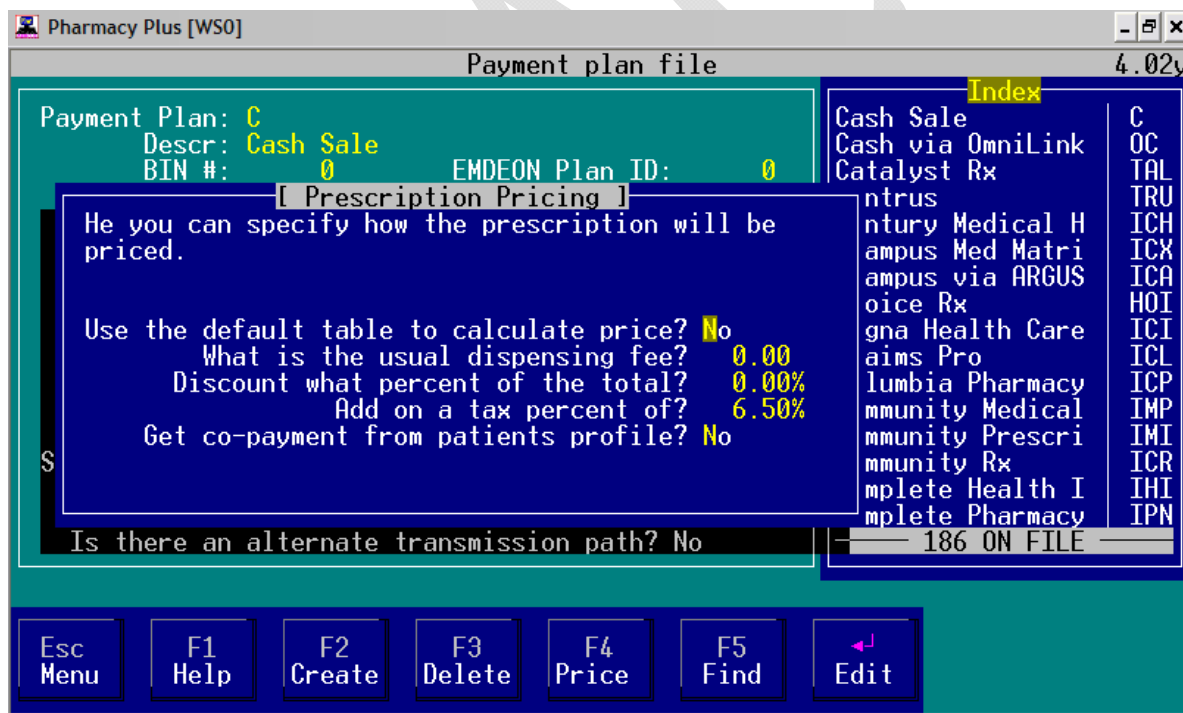 Pharmacy Plus [WS0]
Payment plan file 4.02y
Payment Plan: C
Descr: Cash Sale
BIN #: 0 EMDEON Plan ID: 0
[ Prescription Pricing ]
He you can specify how the prescription will be
priced.
Use the default table to calculate price? No
What is the usual dispensing fee? 0.00
Discount what percent of the total? 0.00%
Add on a tax percent of? 6.50%
Get co-payment from patients profile? No
S
Is there an alternate transmission path? No
Index
Cash Sale C
Cash via OmniLink OC
Catalyst Rx TAL
ntrus TRU
ntury Medical H ICH
ampus Med Matri ICX
ampus via ARGUS ICA
oice Rx HOI
gna Health Care ICI
aims Pro ICL
lumbia Pharmacy ICP
mmunity Medical IMP
mmunity Prescri IMI
mmunity Rx ICR
mplete Health I IHI
mplete Pharmacy IPN
186 ON FILE
Esc F1 F2 F3 F4 F5
Menu Help Create Delete Price Find Edit